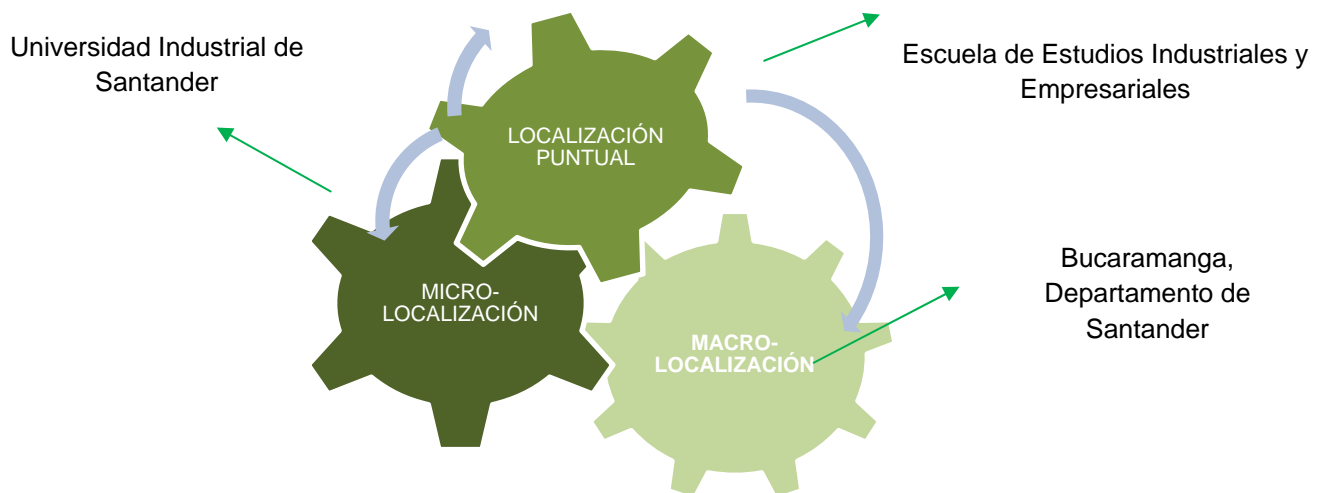 Universidad Industrial de
Santander
Escuela de Estudios Industriales y
Empresariales
LOCALIZACIÓN
PUNTUAL
MICRO-
LOCALIZACIÓN
MACRO-
LOCALIZACIÓN
Bucaramanga,
Departamento de
Santander